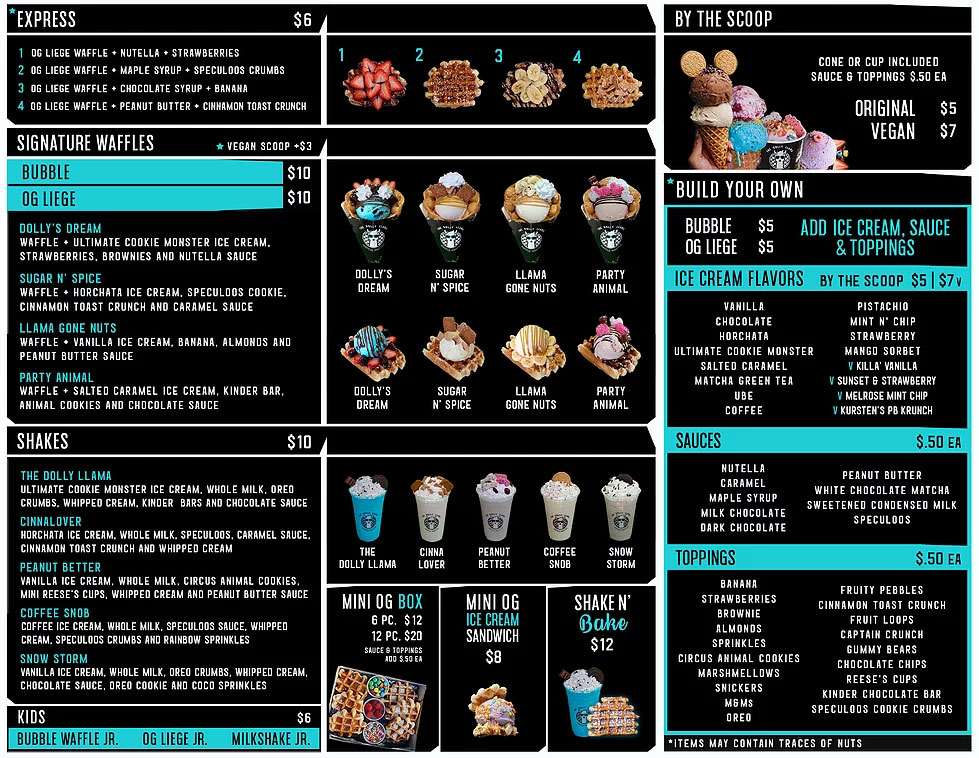 *EXPRESS $6
1 OG LIEGE WAFFLE + NUTELLA + STRAWBERRIES
2 OG LIEGE WAFFLE + MAPLE SYRUP + SPECULOOS CRUMBS
3 OG LIEGE WAFFLE + CHOCOLATE SYRUP + BANANA
4 OG LIEGE WAFFLE + PEANUT BUTTER + CINNAMON TOAST CRUNCH
1 2 3 4
SIGNATURE WAFFLES ★ VEGAN SCOOP +$3
BUBBLE $10
OG LIEGE $10
DOLLY'S DREAM
WAFFLE + ULTIMATE COOKIE MONSTER ICE CREAM,
STRAWBERRIES, BROWNIES AND NUTELLA SAUCE
SUGAR N' SPICE
WAFFLE + HORCHATA ICE CREAM, SPECULOOS COOKIE,
CINNAMON TOAST CRUNCH AND CARAMEL SAUCE
LLAMA GONE NUTS
WAFFLE + VANILLA ICE CREAM, BANANA, ALMONDS AND
PEANUT BUTTER SAUCE
PARTY ANIMAL
WAFFLE + SALTED CARAMEL ICE CREAM, KINDER BAR,
ANIMAL COOKIES AND CHOCOLATE SAUCE
DOLLY'S DREAM
SUGAR N' SPICE
LLAMA GONE NUTS
PARTY ANIMAL
DOLLY'S DREAM
SUGAR N' SPICE
LLAMA GONE NUTS
PARTY ANIMAL
SHAKES $10
THE DOLLY LLAMA
ULTIMATE COOKIE MONSTER ICE CREAM, WHOLE MILK, OREO
CRUMBS, WHIPPED CREAM, KINDER BARS AND CHOCOLATE SAUCE
CINNALOVER
HORCHATA ICE CREAM, WHOLE MILK, SPECULOOS, CARAMEL SAUCE,
CINNAMON TOAST CRUNCH AND WHIPPED CREAM
PEANUT BETTER
VANILLA ICE CREAM, WHOLE MILK, CIRCUS ANIMAL COOKIES,
MINI REESE'S CUPS, WHIPPED CREAM AND PEANUT BUTTER SAUCE
COFFEE SNOB
COFFEE ICE CREAM, WHOLE MILK, SPECULOOS SAUCE, WHIPPED
CREAM, SPECULOOS CRUMBS AND RAINBOW SPRINKLES
SNOW STORM
VANILLA ICE CREAM, WHOLE MILK, OREO CRUMBS, WHIPPED CREAM,
CHOCOLATE SAUCE, OREO COOKIE AND COCO SPRINKLES
THE DOLLY LLAMA
CINNA LOVER
PEANUT BETTER
COFFEE SNOB
SNOW STORM
KIDS $6
BUBBLE WAFFLE JR. OG LIEGE JR. MILKSHAKE JR.
MINI OG BOX
6 PC. $12
12 PC. $20
SAUCE & TOPPINGS
ADD $.50 EA
MINI OG
ICE CREAM
SANDWICH
$8
SHAKE N'
Bake
$12
BY THE SCOOP
CONE OR CUP INCLUDED
SAUCE & TOPPINGS $.50 EA
ORIGINAL $5
VEGAN $7
*BUILD YOUR OWN
BUBBLE $5
OG LIEGE $5
ADD ICE CREAM, SAUCE
& TOPPINGS
ICE CREAM FLAVORS BY THE SCOOP $5 | $7 V
VANILLA
CHOCOLATE
HORCHATA
ULTIMATE COOKIE MONSTER
SALTED CARAMEL
MATCHA GREEN TEA
UBE
COFFEE
PISTACHIO
MINT N' CHIP
STRAWBERRY
MANGO SORBET
V KILLA' VANILLA
V SUNSET & STRAWBERRY
V MELROSE MINT CHIP
V KURSTEN'S PB KRUNCH
SAUCES $.50 EA
NUTELLA
CARAMEL
MAPLE SYRUP
MILK CHOCOLATE
DARK CHOCOLATE
PEANUT BUTTER
WHITE CHOCOLATE MATCHA
SWEETENED CONDENSED MILK
SPECULOOS
TOPPINGS $.50 EA
BANANA
STRAWBERRIES
BROWNIE
ALMONDS
SPRINKLES
CIRCUS ANIMAL COOKIES
MARSHMELLOWS
SNICKERS
M&Ms
OREO
FRUITY PEBBLES
CINNAMON TOAST CRUNCH
FRUIT LOOPS
CAPTAIN CRUNCH
GUMMY BEARS
CHOCOLATE CHIPS
REESE'S CUPS
KINDER CHOCOLATE BAR
SPECULOOS COOKIE CRUMBS
*ITEMS MAY CONTAIN TRACES OF NUTS